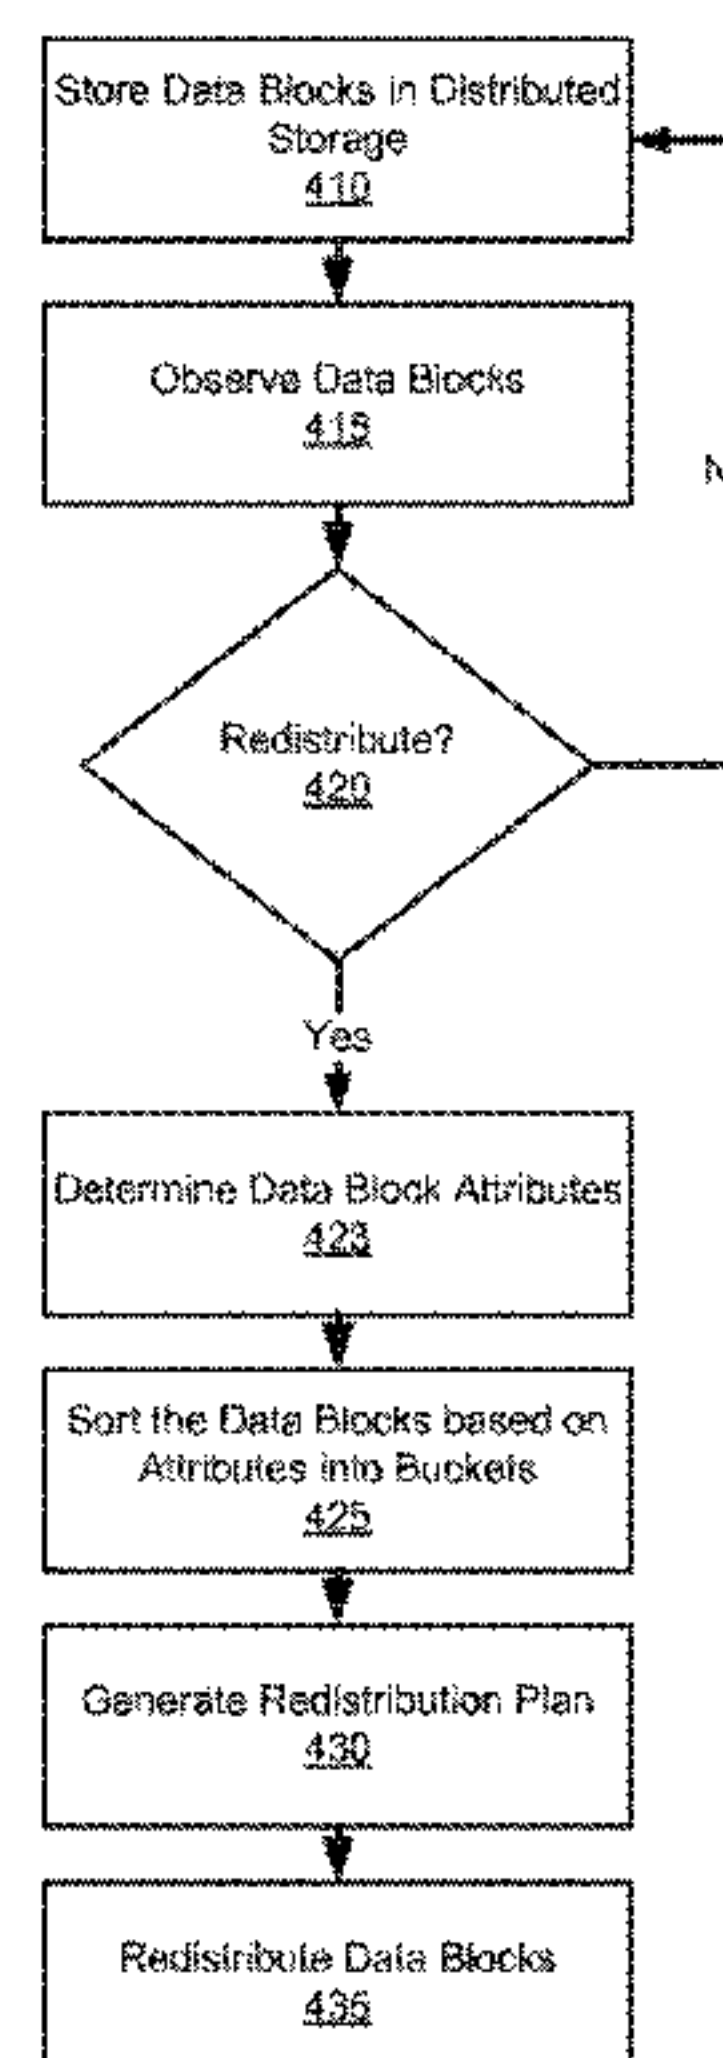 Store Data Blocks in Distributed
Storage
410
Observe Data Blocks
415
N
Redistribute?
420
Yes
Determine Data Block Attributes
423
Sort the Data Blocks based on
Attributes into Buckets
425
Generate Redistribution Plan
430
Redistribute Data Blocks
435